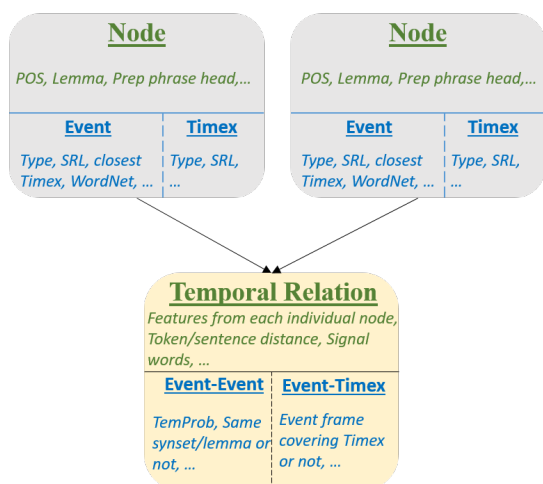 Node
POS, Lemma, Prep phrase head,...
Event
Type, SRL, closest
Timex, WordNet, ...
Timex
Type, SRL,
...
Node
POS, Lemma, Prep phrase head,...
Event
Type, SRL, closest
Timex, WordNet, ...
Timex
Type, SRL,
...
Temporal Relation
Features from each individual node,
Token/sentence distance, Signal
words, ...
Event-Event
TemProb, Same
synset/lemma or
not, ...
Event-Timex
Event frame
covering Timex
or not, ...